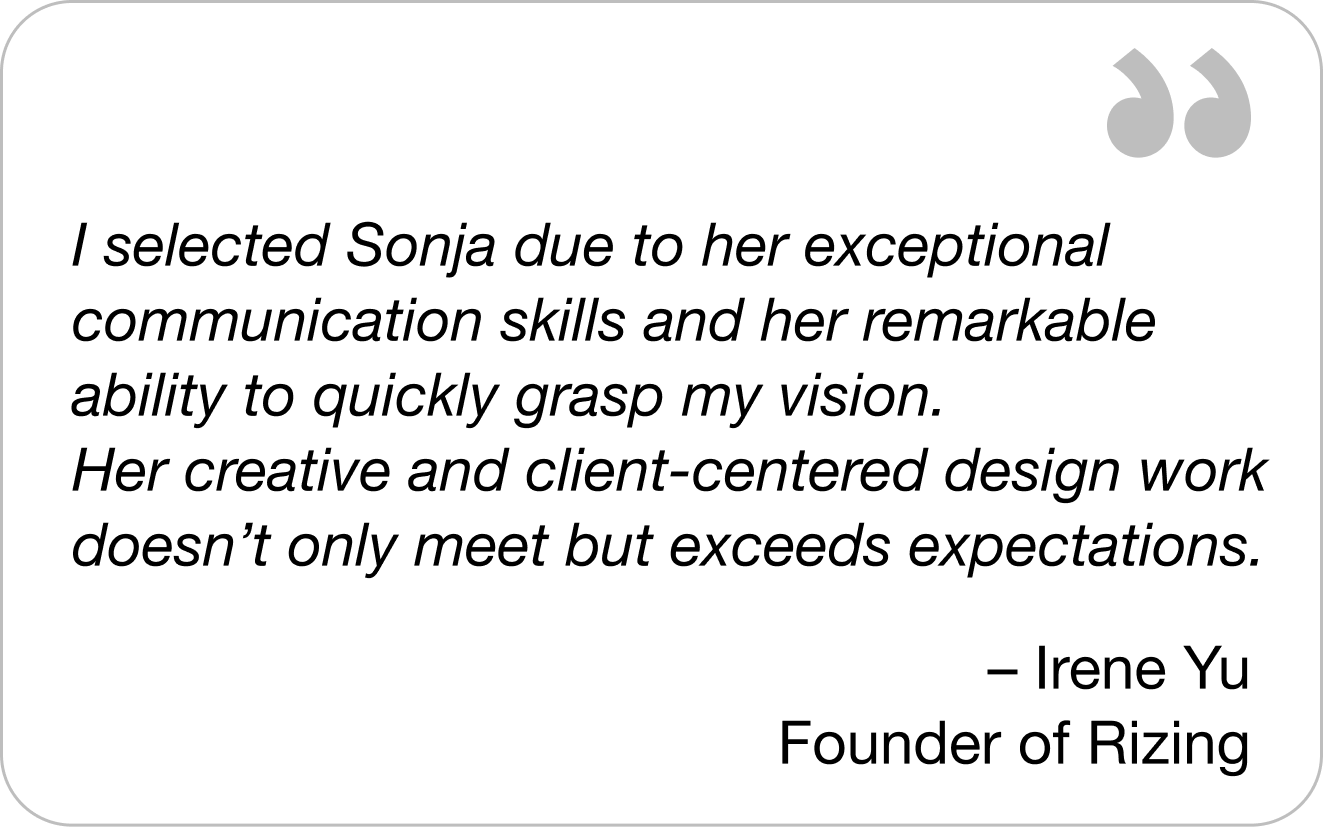 ”
I selected Sonja due to her exceptional
communication skills and her remarkable
ability to quickly grasp my vision.
Her creative and client-centered design work
doesn’t only meet but exceeds expectations.
– Irene Yu
Founder of Rizing